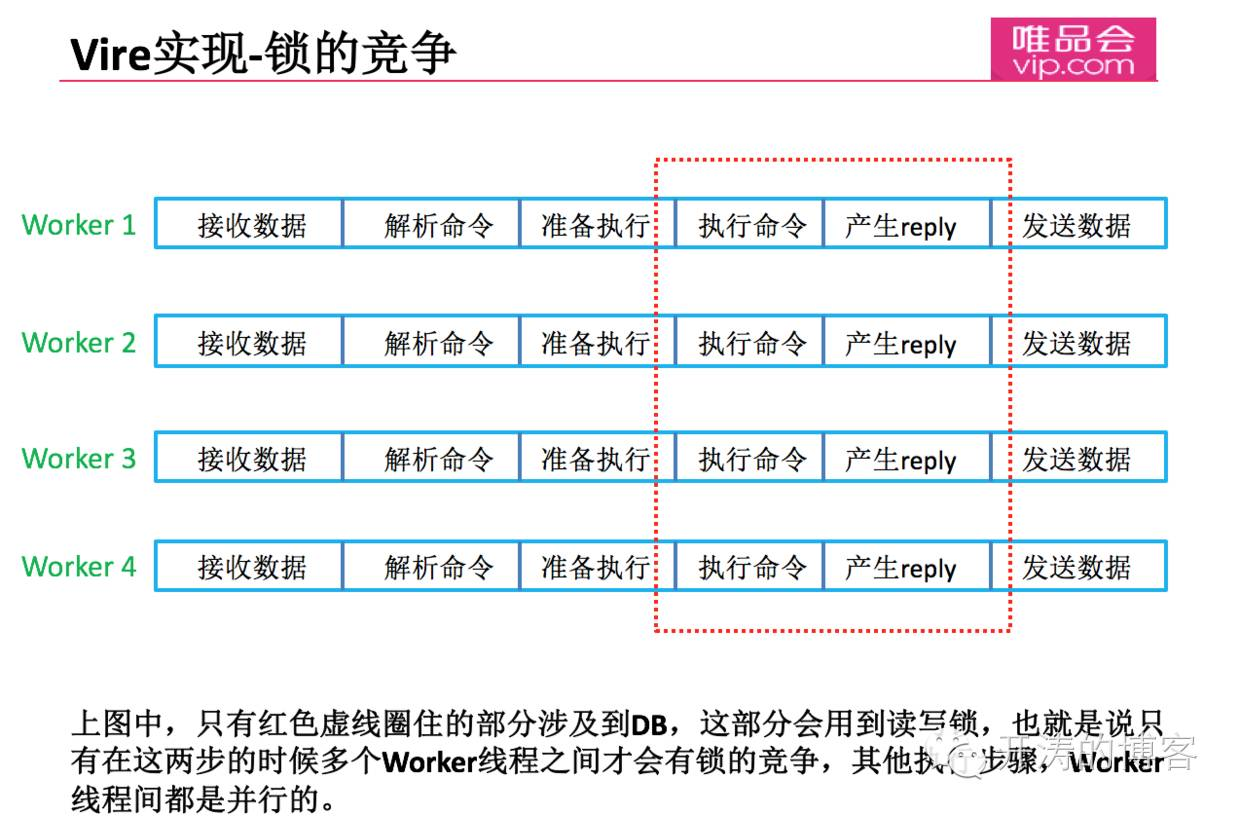 Vire实现-锁的竞争
唯品会
vip.com
Worker 1 接收数据 解析命令 准备执行 执行命令 产生reply 发送数据
Worker 2 接收数据 解析命令 准备执行 执行命令 产生reply 发送数据
Worker 3 接收数据 解析命令 准备执行 执行命令 产生reply 发送数据
Worker 4 接收数据 解析命令 准备执行 执行命令 产生reply 发送数据
上图中，只有红色虚线圈住的部分涉及到DB，这部分会用到读写锁，也就是说只
有在这两步的时候多个Worker线程之间才会有锁的竞争，其他执行步骤，Worker
线程间都是并行的。
开涛的博客